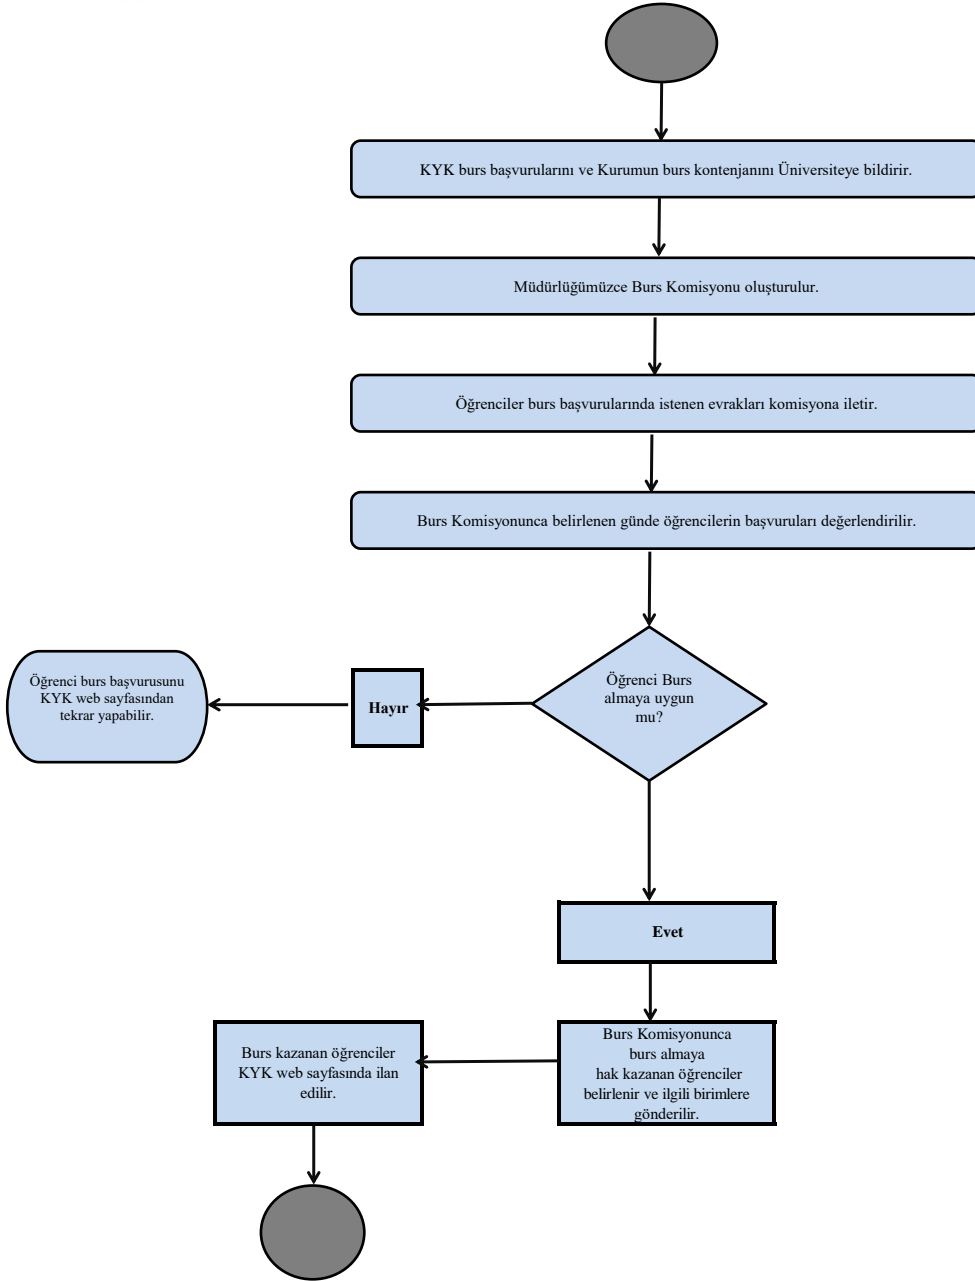 KYK burs başvurularını ve Kurumun burs kontenjanını Üniversiteye bildirir.
Müdürlüğümüzce Burs Komisyonu oluşturulur.
Öğrenciler burs başvurularında istenen evrakları komisyona iletir.
Burs Komisyonunca belirlenen günde öğrencilerin başvuruları değerlendirilir.
Öğrenci Burs
almaya uygun
mu?
Hayır
Öğrenci burs başvurusunu
KYK web sayfasından
tekrar yapabilir.
Evet
Burs Komisyonunca
burs almaya
hak kazanan öğrenciler
belirlenir ve ilgili birimlere
gönderilir.
Burs kazanan öğrenciler
KYK web sayfasında ilan
edilir.